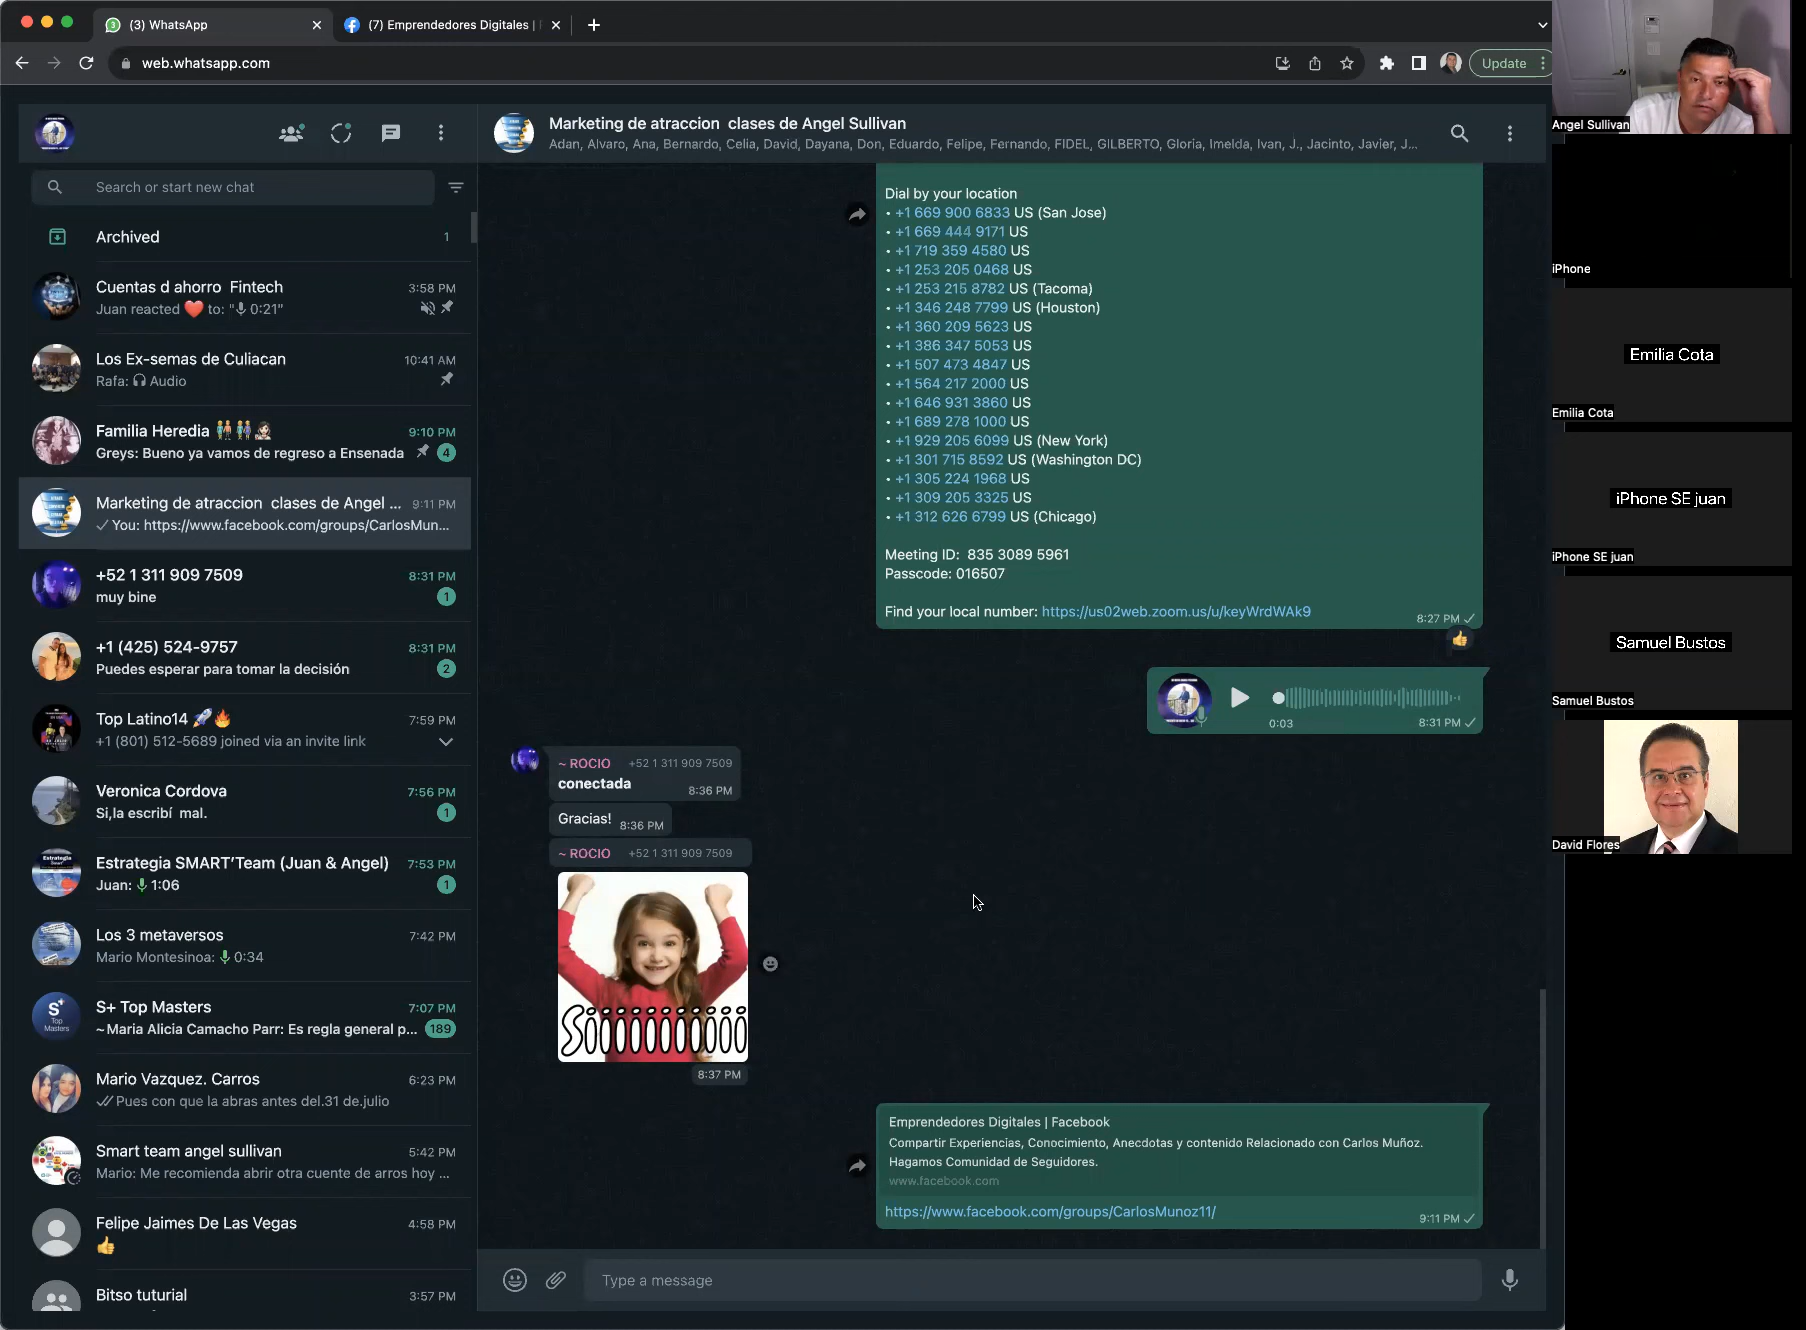 (3) WhatsApp
(7) Emprendedores Digitales |
web.whatsapp.com
Update
Search or start new chat
Archived
1
Cuentas d ahorro Fintech
3:58 PM
Juan reacted ❤️ to: "🎤 0:21"
Los Ex-semas de Culiacan
10:41 AM
Rafa: 🎧 Audio
Familia Heredia
9:10 PM
Greys: Bueno ya vamos de regreso a Ensenada
4
Marketing de atraccion clases de Angel ...
9:11 PM
You: https://www.facebook.com/groups/CarlosMun...
+52 1 311 909 7509
8:31 PM
muy bine
1
+1 (425) 524-9757
8:31 PM
Puedes esperar para tomar la decisión
2
Top Latino14 🚀🔥
7:59 PM
+1 (801) 512-5689 joined via an invite link
Veronica Cordova
7:56 PM
Si,la escribí mal.
1
Estrategia SMART'Team (Juan & Angel)
7:53 PM
Juan: 🎤 1:06
1
Los 3 metaversos
7:42 PM
Mario Montesinoa: 🎤 0:34
S+ Top Masters
7:07 PM
~Maria Alicia Camacho Parr: Es regla general p...
189
Mario Vazquez. Carros
6:23 PM
Pues con que la abras antes del.31 de.julio
Smart team angel sullivan
5:42 PM
Mario: Me recomienda abrir otra cuente de arros hoy ...
Felipe Jaimes De Las Vegas
4:58 PM
👍
Bitso tuturial
3:57 PM
Marketing de atraccion clases de Angel Sullivan
Adan, Alvaro, Ana, Bernardo, Celia, David, Dayana, Don, Eduardo, Felipe, Fernando, FIDEL, GILBERTO, Gloria, Imelda, Ivan, J., Jacinto, Javier, J...
Dial by your location
• +1 669 900 6833 US (San Jose)
• +1 669 444 9171 US
• +1 719 359 4580 US
• +1 253 205 0468 US
• +1 253 215 8782 US (Tacoma)
• +1 346 248 7799 US (Houston)
• +1 360 209 5623 US
• +1 386 347 5053 US
• +1 507 473 4847 US
• +1 564 217 2000 US
• +1 646 931 3860 US
• +1 689 278 1000 US
• +1 929 205 6099 US (New York)
• +1 301 715 8592 US (Washington DC)
• +1 305 224 1968 US
• +1 309 205 3325 US
• +1 312 626 6799 US (Chicago)
Meeting ID: 835 3089 5961
Passcode: 016507
Find your local number: https://us02web.zoom.us/u/keyWrdWAk9
8:27 PM
0:03
8:31 PM
~ ROCIO
+52 1 311 909 7509
conectada
8:36 PM
Gracias!
8:36 PM
~ ROCIO
+52 1 311 909 7509
Siiiiiiiiii
8:37 PM
Emprendedores Digitales | Facebook
Compartir Experiencias, Conocimiento, Anecdotas y contenido Relacionado con Carlos Muñoz.
Hagamos Comunidad de Seguidores.
www.facebook.com
https://www.facebook.com/groups/CarlosMunoz11/
9:11 PM
Type a message
Angel Sullivan
iPhone
Emilia Cota
Emilia Cota
iPhone SE juan
iPhone SE juan
Samuel Bustos
Samuel Bustos
David Flores